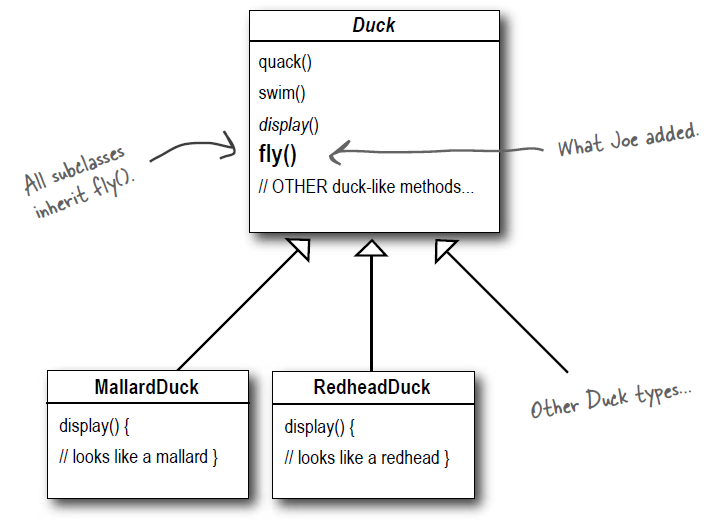 Duck
quack()
swim()
display()
fly()
// OTHER duck-like methods...
All subclasses
inherit fly().
What Joe added.
MallardDuck
display() {
// looks like a mallard }
RedheadDuck
display() {
// looks like a redhead }
Other Duck types...